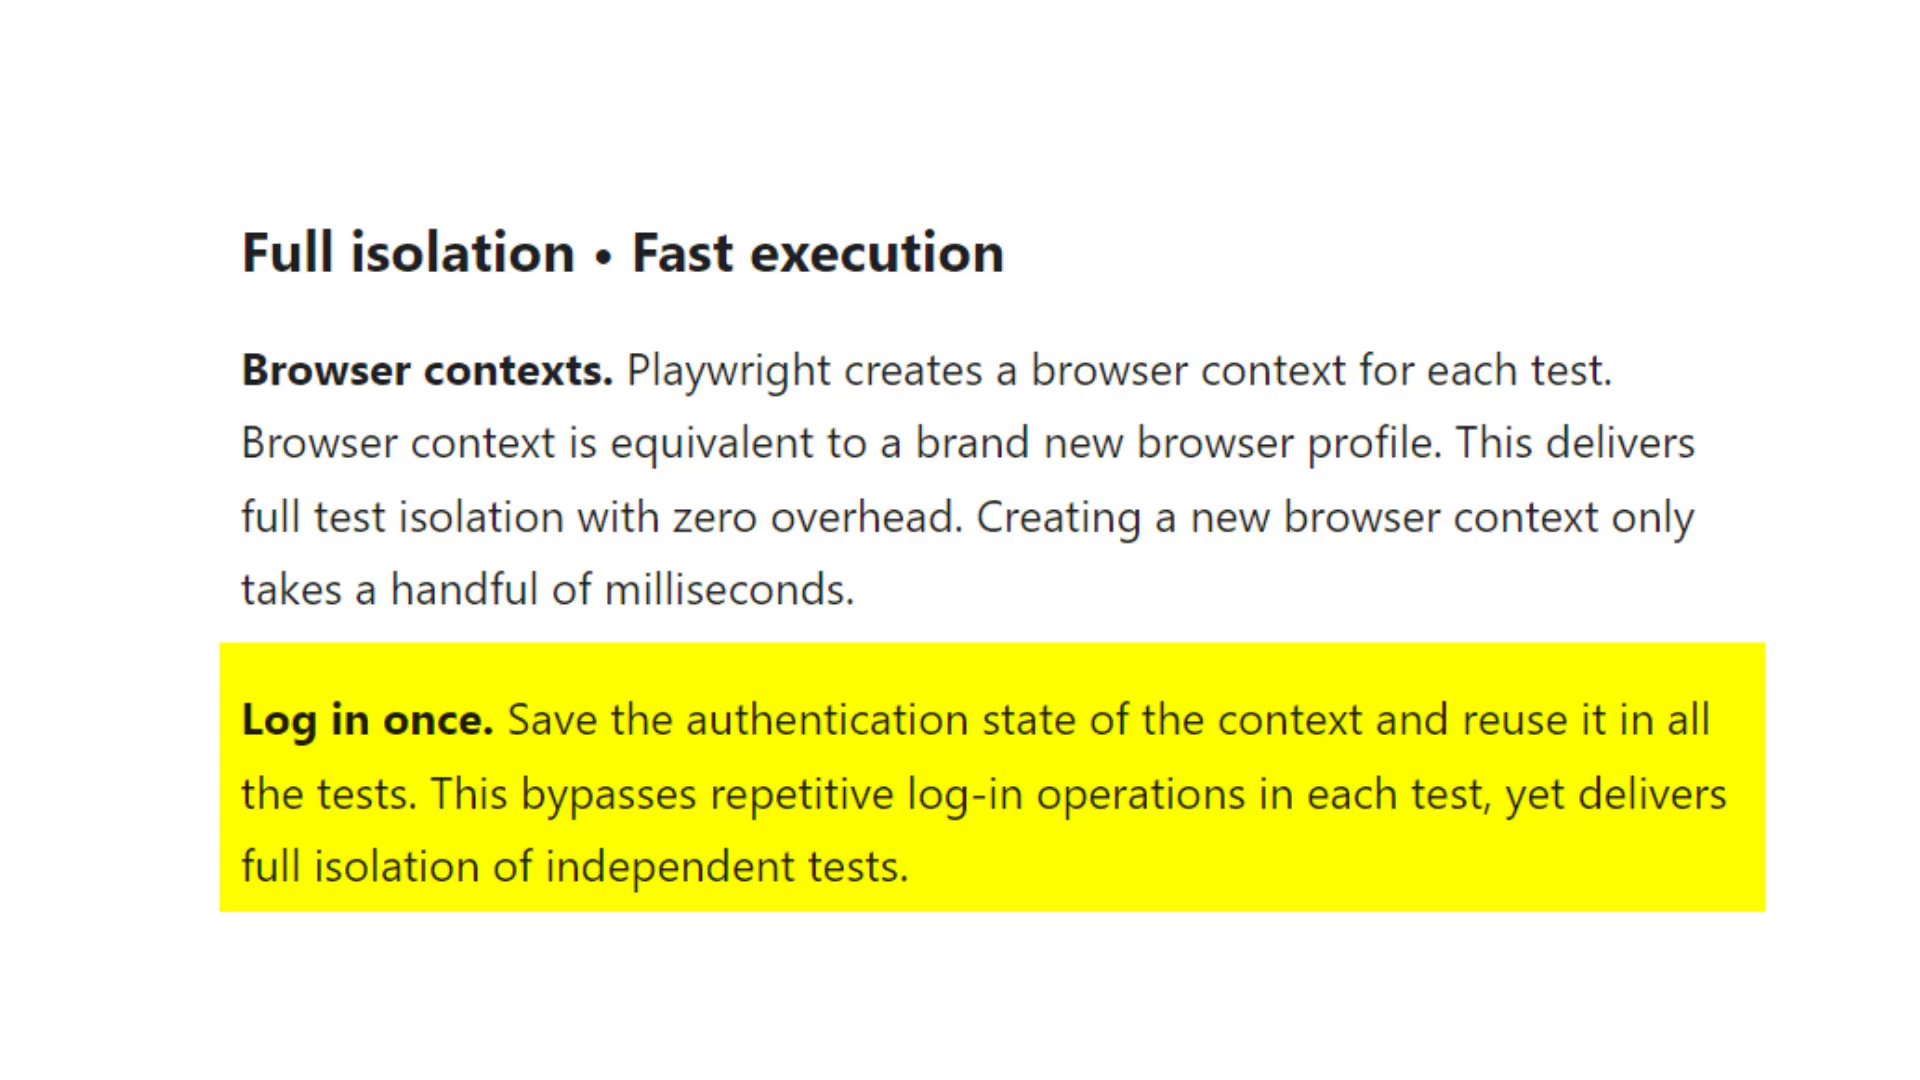 Full isolation • Fast execution
Browser contexts. Playwright creates a browser context for each test.
Browser context is equivalent to a brand new browser profile. This delivers
full test isolation with zero overhead. Creating a new browser context only
takes a handful of milliseconds.
Log in once. Save the authentication state of the context and reuse it in all
the tests. This bypasses repetitive log-in operations in each test, yet delivers
full isolation of independent tests.